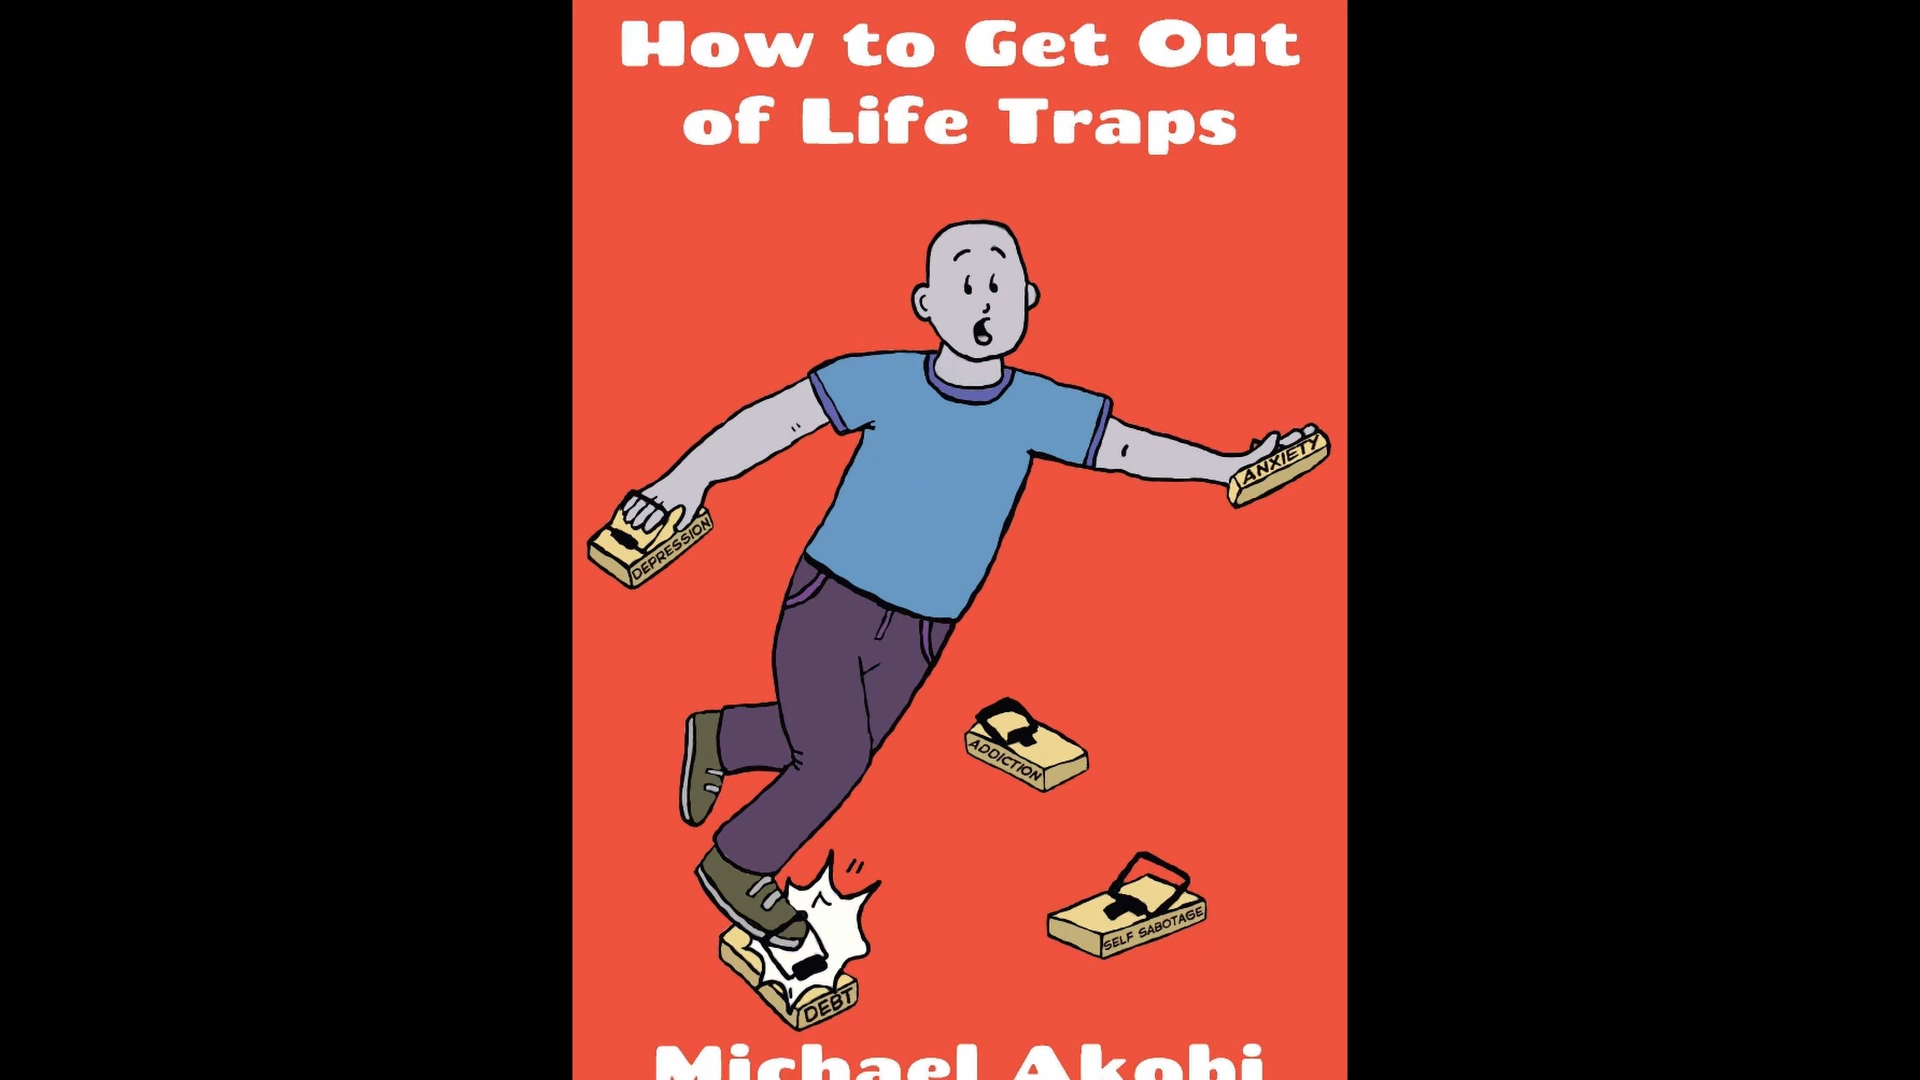 How to Get Out
of Life Traps
ANXIETY
DEPRESSION
ADDICTION
SELF SABOTAGE
DEBT
Michael Akobi